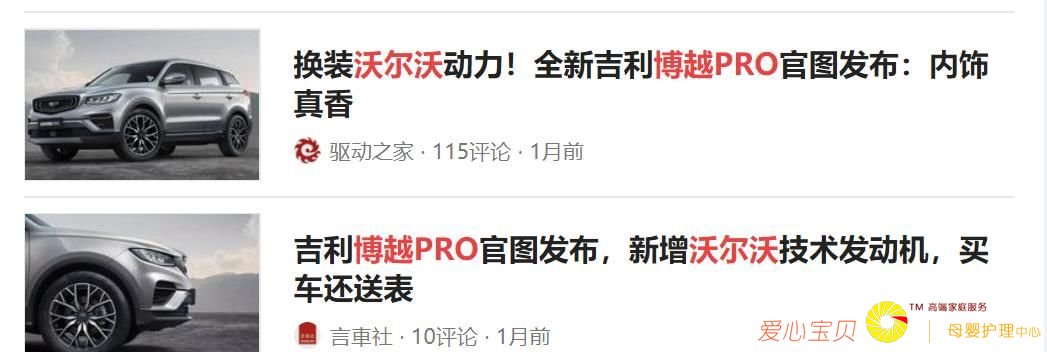 换装沃尔沃动力！全新吉利博越PRO官图发布：内饰
真香
驱动之家 · 115评论 · 1月前
吉利博越PRO官图发布，新增沃尔沃技术发动机，买
车还送表
言車社 · 10评论 · 1月前
爱心宝贝
TM 高端家庭服务
母婴护理中心